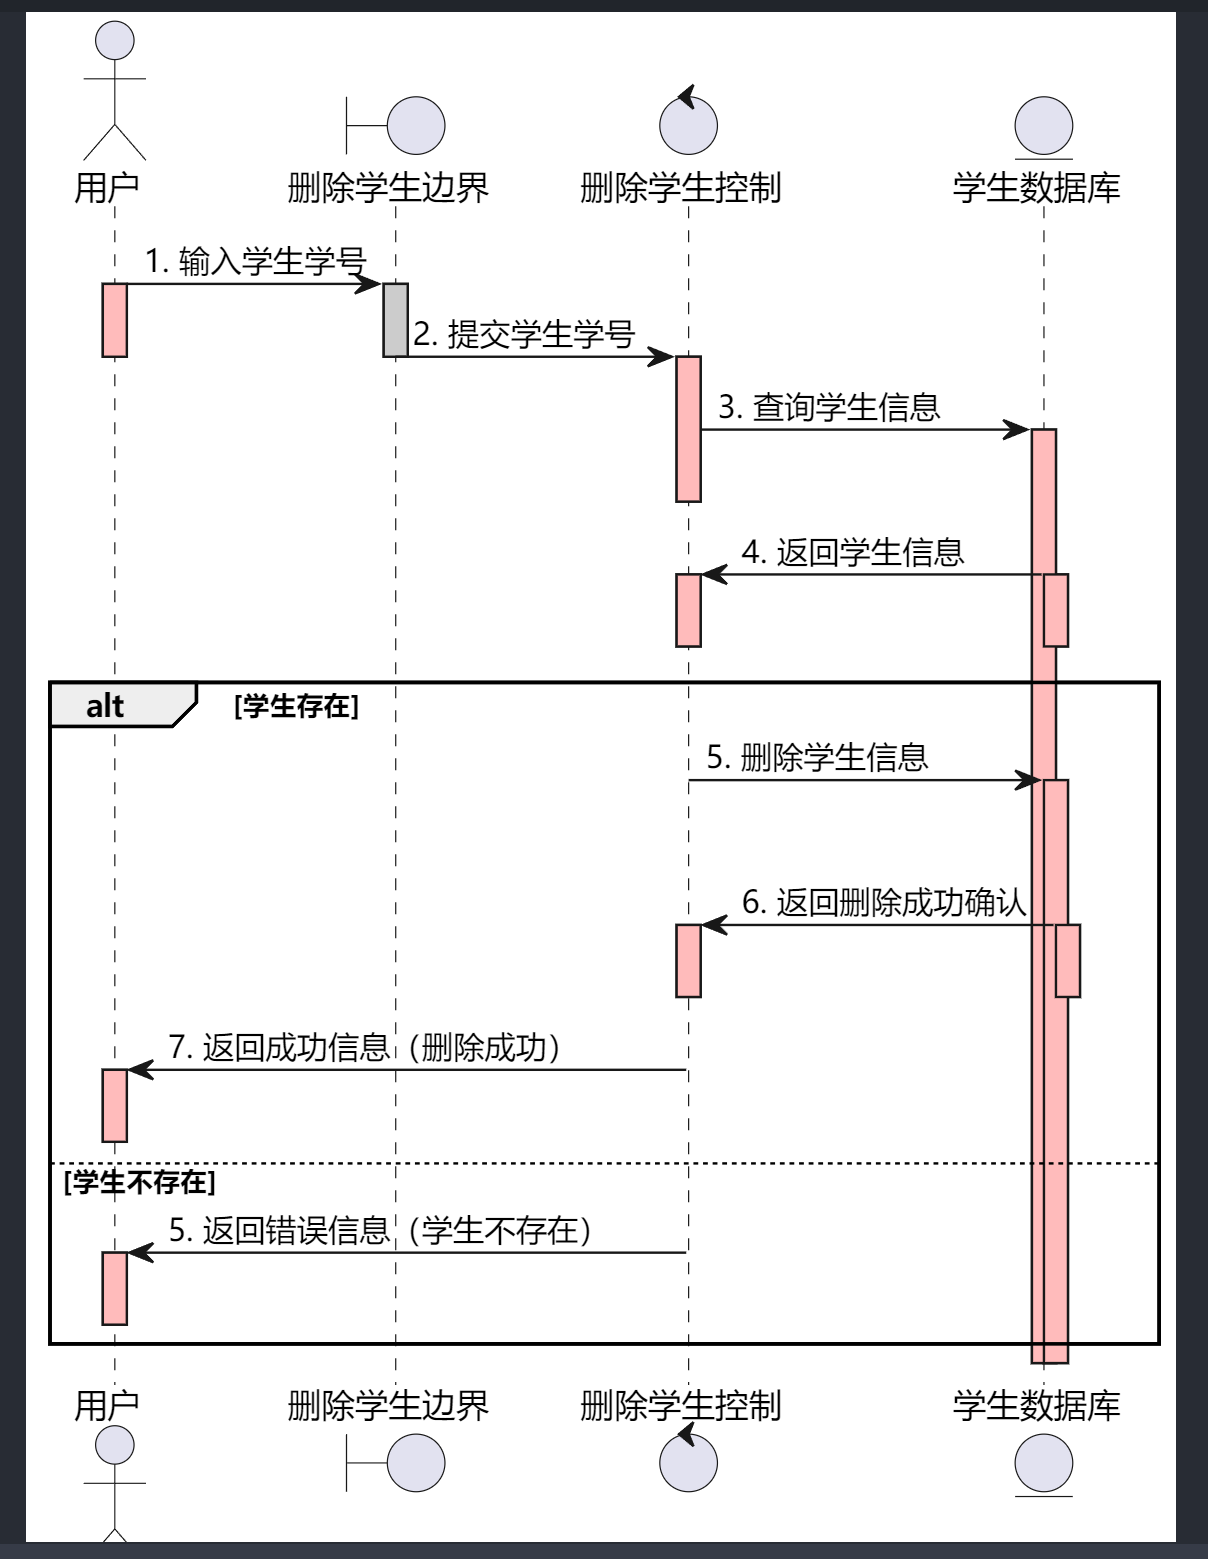 用户
删除学生边界
删除学生控制
学生数据库
1. 输入学生学号
2. 提交学生学号
3. 查询学生信息
4. 返回学生信息
alt
[学生存在]
5. 删除学生信息
6. 返回删除成功确认
7. 返回成功信息（删除成功）
[学生不存在]
5. 返回错误信息（学生不存在）
用户
删除学生边界
删除学生控制
学生数据库